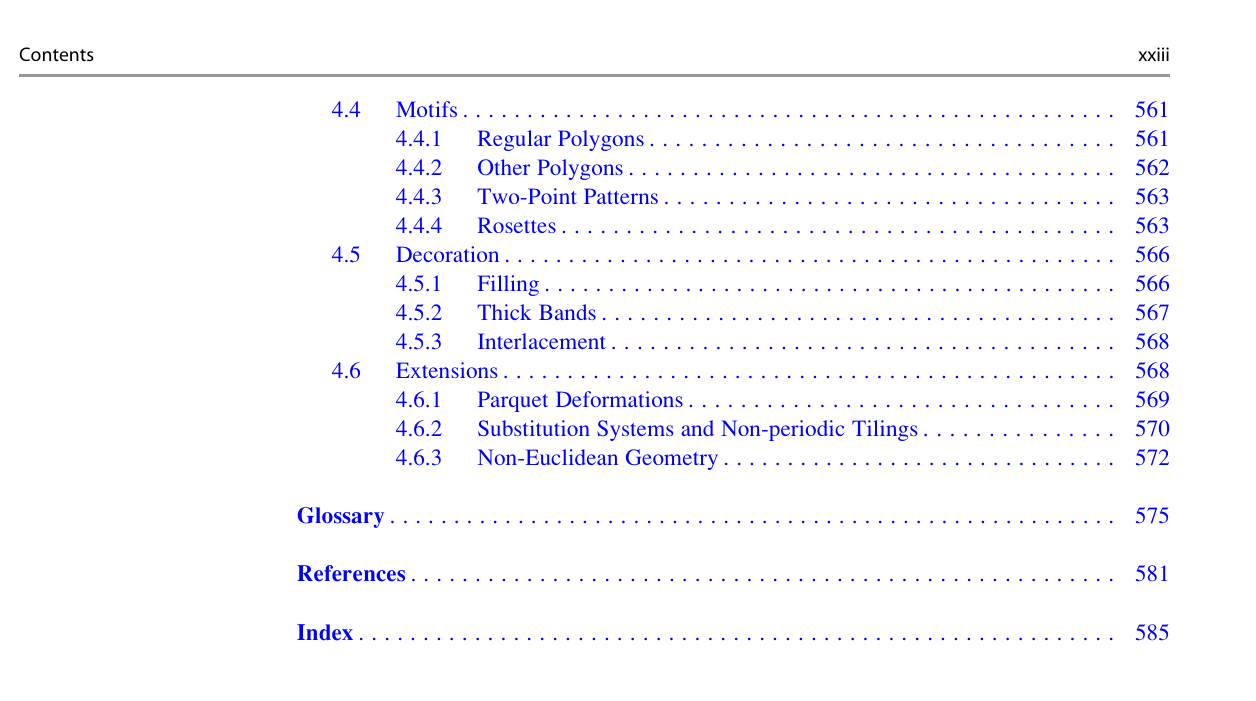 Contents xxiii
4.4 Motifs . . . . . . . . . . . . . . . . . . . . . . . . . . . . . . . . . . . . . . . . . . . . . . . . . . . 561
4.4.1 Regular Polygons . . . . . . . . . . . . . . . . . . . . . . . . . . . . . . . . . . . . 561
4.4.2 Other Polygons . . . . . . . . . . . . . . . . . . . . . . . . . . . . . . . . . . . . . . 562
4.4.3 Two-Point Patterns . . . . . . . . . . . . . . . . . . . . . . . . . . . . . . . . . . . 563
4.4.4 Rosettes . . . . . . . . . . . . . . . . . . . . . . . . . . . . . . . . . . . . . . . . . . . 563
4.5 Decoration . . . . . . . . . . . . . . . . . . . . . . . . . . . . . . . . . . . . . . . . . . . . . . . . 566
4.5.1 Filling . . . . . . . . . . . . . . . . . . . . . . . . . . . . . . . . . . . . . . . . . . . . 566
4.5.2 Thick Bands . . . . . . . . . . . . . . . . . . . . . . . . . . . . . . . . . . . . . . . . 567
4.5.3 Interlacement . . . . . . . . . . . . . . . . . . . . . . . . . . . . . . . . . . . . . . . 568
4.6 Extensions . . . . . . . . . . . . . . . . . . . . . . . . . . . . . . . . . . . . . . . . . . . . . . . . 568
4.6.1 Parquet Deformations . . . . . . . . . . . . . . . . . . . . . . . . . . . . . . . . . 569
4.6.2 Substitution Systems and Non-periodic Tilings . . . . . . . . . . . . . . . 570
4.6.3 Non-Euclidean Geometry . . . . . . . . . . . . . . . . . . . . . . . . . . . . . . 572
Glossary . . . . . . . . . . . . . . . . . . . . . . . . . . . . . . . . . . . . . . . . . . . . . . . . . . . . . . . . . 575
References . . . . . . . . . . . . . . . . . . . . . . . . . . . . . . . . . . . . . . . . . . . . . . . . . . . . . . . 581
Index . . . . . . . . . . . . . . . . . . . . . . . . . . . . . . . . . . . . . . . . . . . . . . . . . . . . . . . . . . . 585